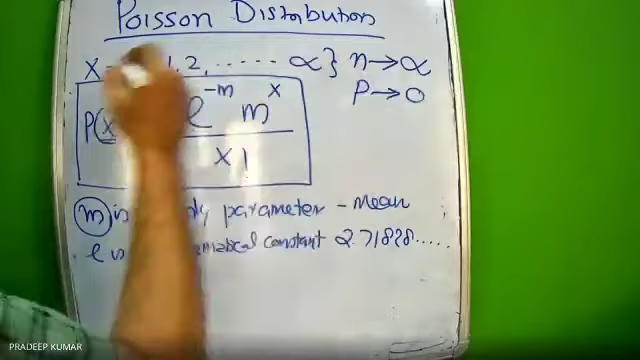 Poisson Distribution
X 1, 2, ...... ∝} n→∝
P→0
P(x e^-m m^x
x!
m is parameter - mean
e is constant 2.71828.....
PRADEEP KUMAR